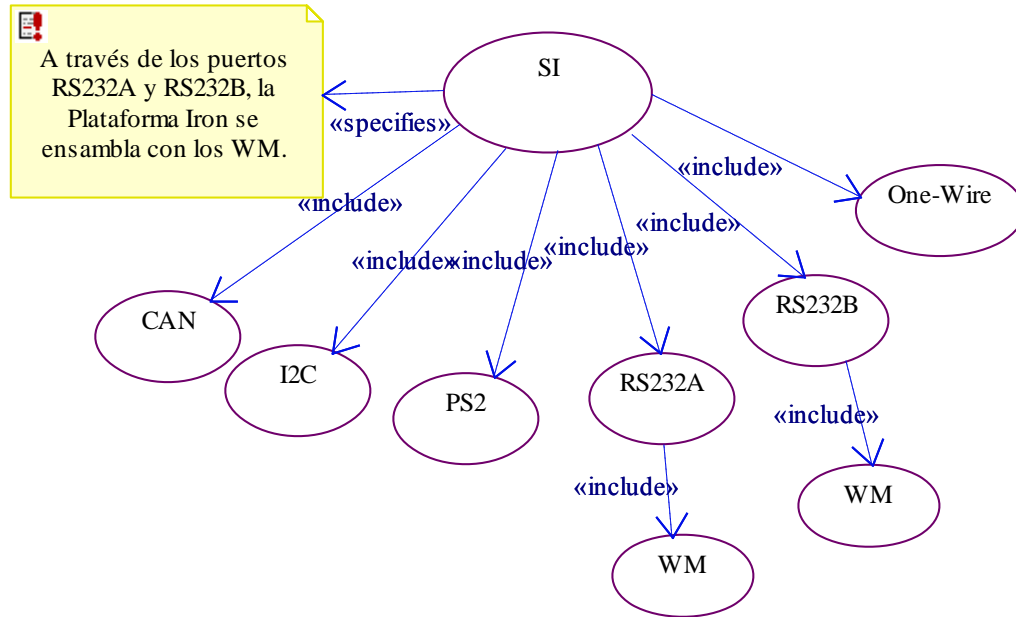 A través de los puertos
RS232A y RS232B, la
Plataforma Iron se
ensambla con los WM.
SI
«specifies»
«include»
One-Wire
«include»
«include»
«include»
«include»
«include»
RS232B
CAN
I2C
PS2
RS232A
«include»
«include»
WM
WM